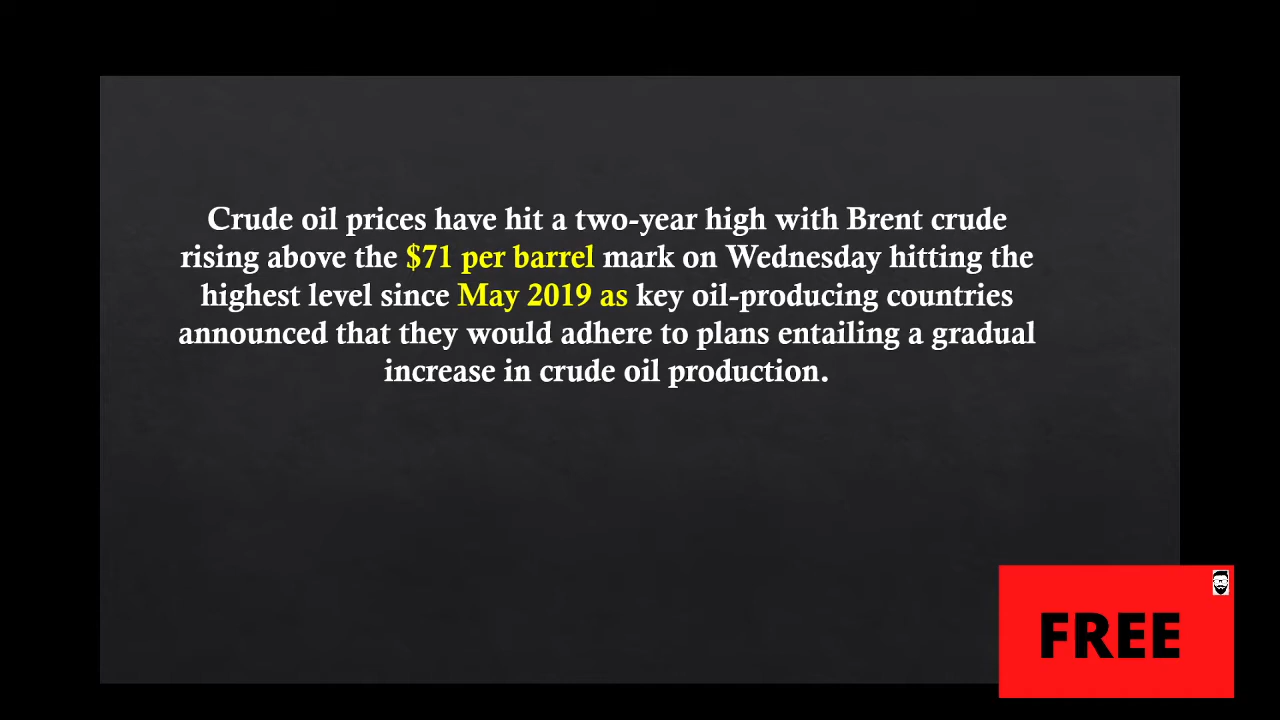 Crude oil prices have hit a two-year high with Brent crude
rising above the $71 per barrel mark on Wednesday hitting the
highest level since May 2019 as key oil-producing countries
announced that they would adhere to plans entailing a gradual
increase in crude oil production.
FREE